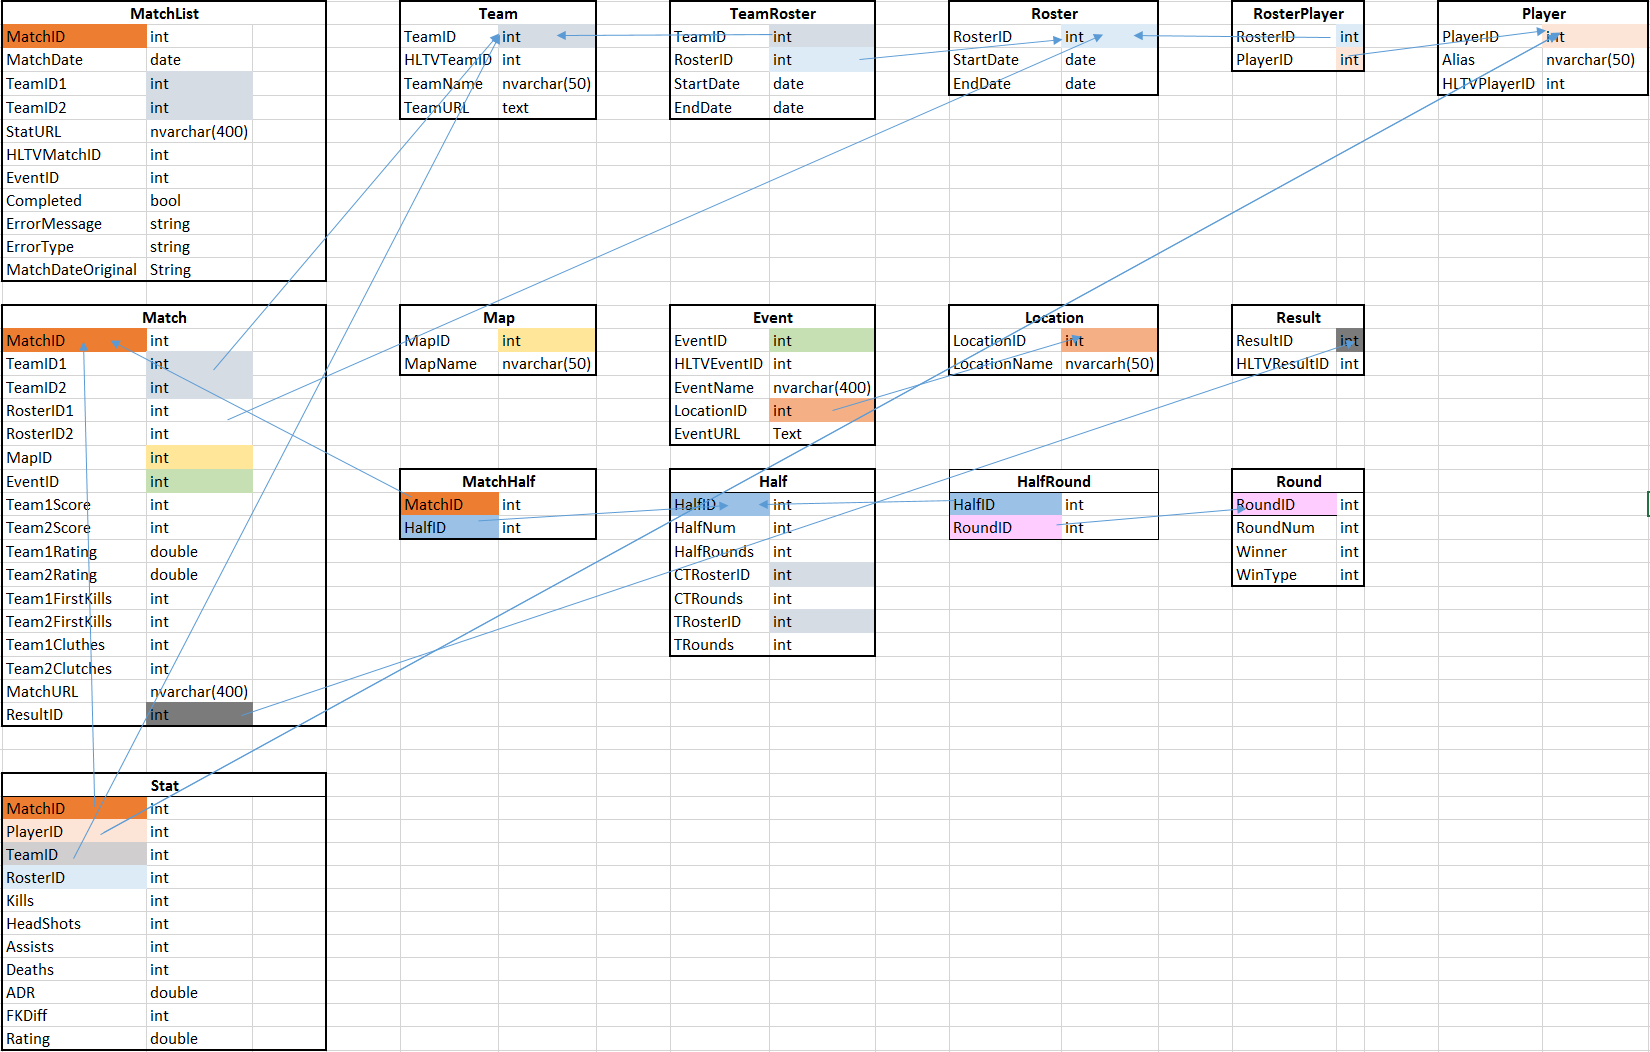 MatchList
MatchID int
MatchDate date
TeamID1 int
TeamID2 int
StatURL nvarchar(400)
HLTVMatchID int
EventID int
Completed bool
ErrorMessage string
ErrorType string
MatchDateOriginal String
Team
TeamID int
HLTVTeamID int
TeamName nvarchar(50)
TeamURL text
TeamRoster
TeamID int
RosterID int
StartDate date
EndDate date
Roster
RosterID int
StartDate date
EndDate date
RosterPlayer
RosterID int
PlayerID int
Player
PlayerID int
Alias nvarchar(50)
HLTVPlayerID int
Match
MatchID int
TeamID1 int
TeamID2 int
RosterID1 int
RosterID2 int
MapID int
EventID int
Team1Score int
Team2Score int
Team1Rating double
Team2Rating double
Team1FirstKills int
Team2FirstKills int
Team1Cluthes int
Team2Clutches int
MatchURL nvarchar(400)
ResultID int
Map
MapID int
MapName nvarchar(50)
Event
EventID int
HLTVEventID int
EventName nvarchar(400)
LocationID int
EventURL Text
Location
LocationID int
LocationName nvarcarh(50)
Result
ResultID int
HLTVResultID int
MatchHalf
MatchID int
HalfID int
Half
HalfID int
HalfNum int
HalfRounds int
CTRosterID int
CTRounds int
TRosterID int
TRounds int
HalfRound
HalfID int
RoundID int
Round
RoundID int
RoundNum int
Winner int
WinType int
Stat
MatchID int
PlayerID int
TeamID int
RosterID int
Kills int
HeadShots int
Assists int
Deaths int
ADR double
FKDiff int
Rating double